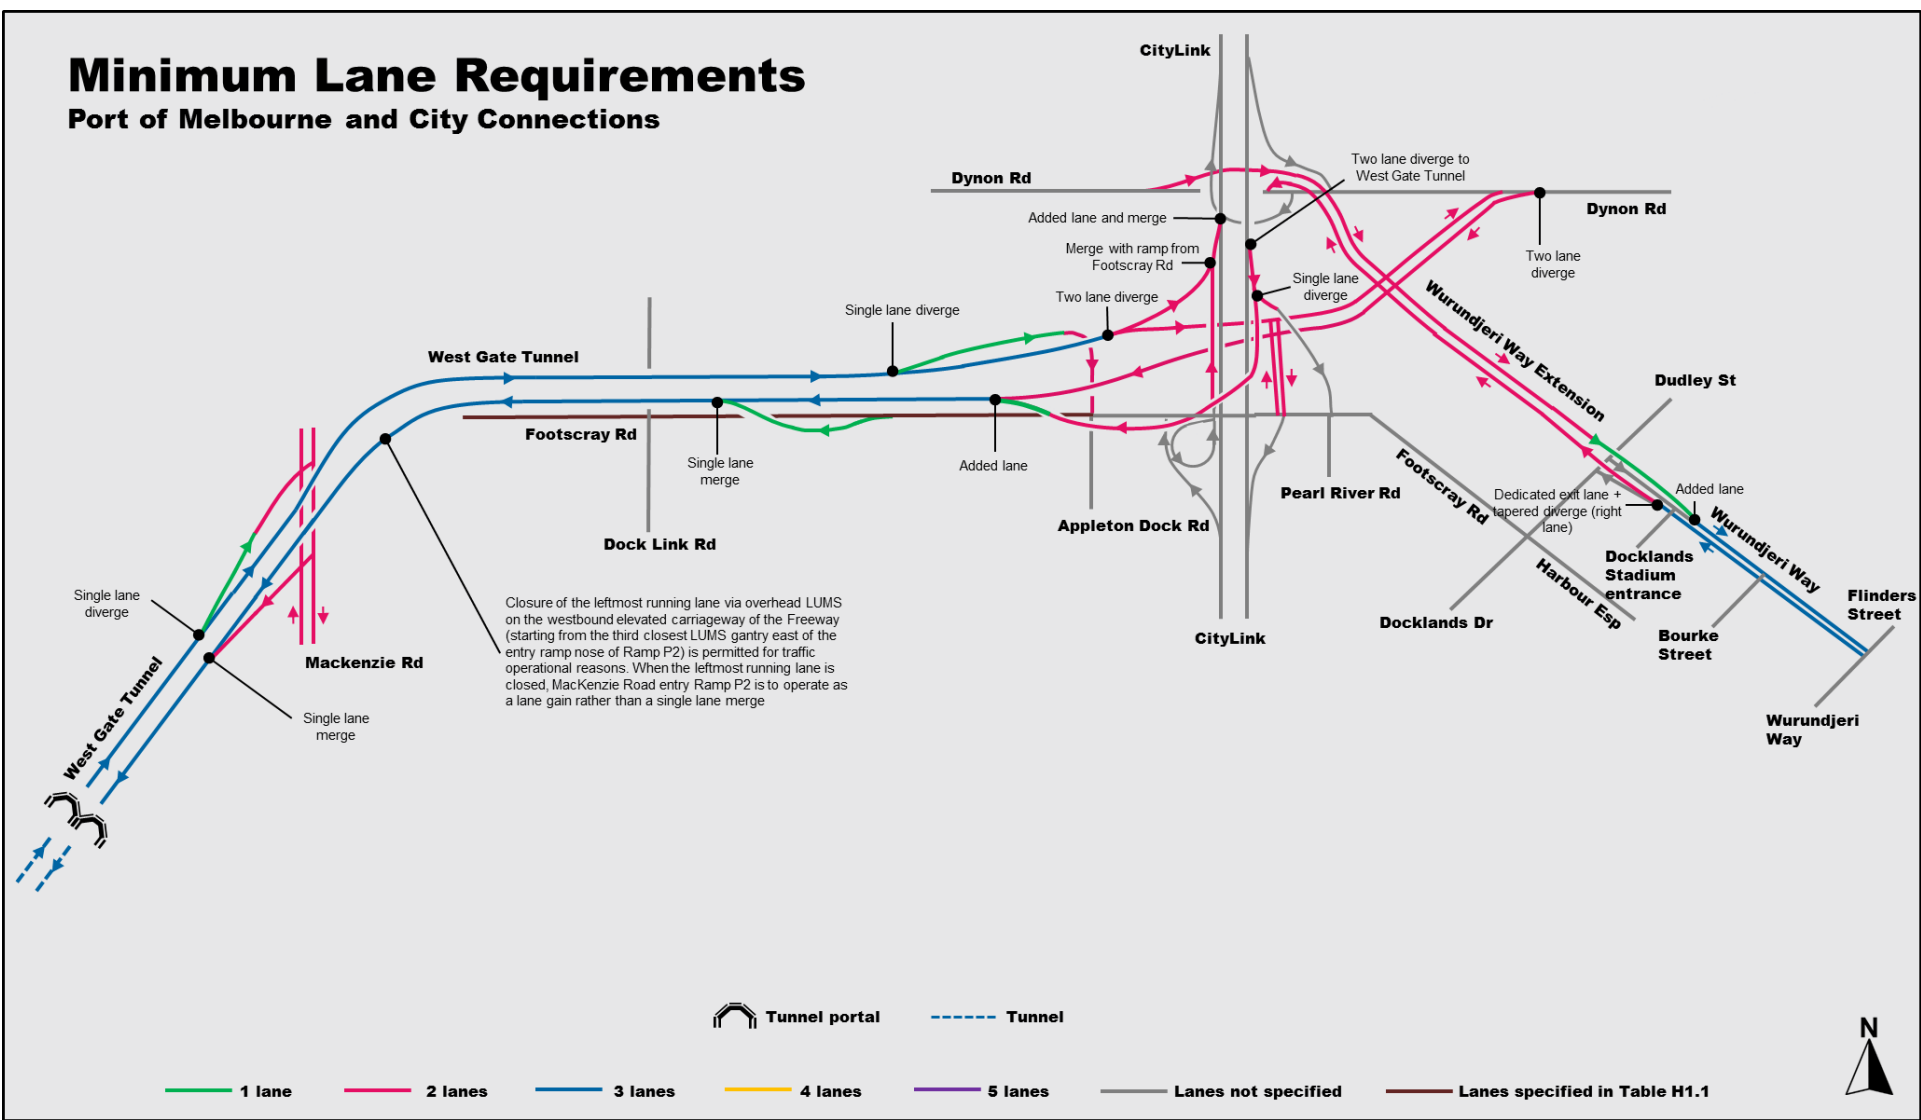 Minimum Lane Requirements
Port of Melbourne and City Connections
CityLink
Dynon Rd
Two lane diverge to
West Gate Tunnel
Dynon Rd
Added lane and merge
Merge with ramp from
Footscray Rd
Two lane
diverge
Single lane
diverge
Two lane diverge
Single lane diverge
Wurundjeri Way Extension
West Gate Tunnel
Dudley St
Footscray Rd
Single lane
merge
Added lane
Pearl River Rd
Footscray Rd
Dedicated exit lane +
tapered diverge (right
lane)
Added lane
Wurundjeri Way
Appleton Dock Rd
Dock Link Rd
Docklands
Stadium
entrance
Harbour Esp
Flinders
Street
Single lane
diverge
Closure of the leftmost running lane via overhead LUMS
on the westbound elevated carriageway of the Freeway
(starting from the third closest LUMS gantry east of the
entry ramp nose of Ramp P2) is permitted for traffic
operational reasons. When the leftmost running lane is
closed, MacKenzie Road entry Ramp P2 is to operate as
a lane gain rather than a single lane merge
Docklands Dr
CityLink
Bourke
Street
Mackenzie Rd
West Gate Tunnel
Single lane
merge
Wurundjeri
Way
Tunnel portal
Tunnel
N
1 lane
2 lanes
3 lanes
4 lanes
5 lanes
Lanes not specified
Lanes specified in Table H1.1